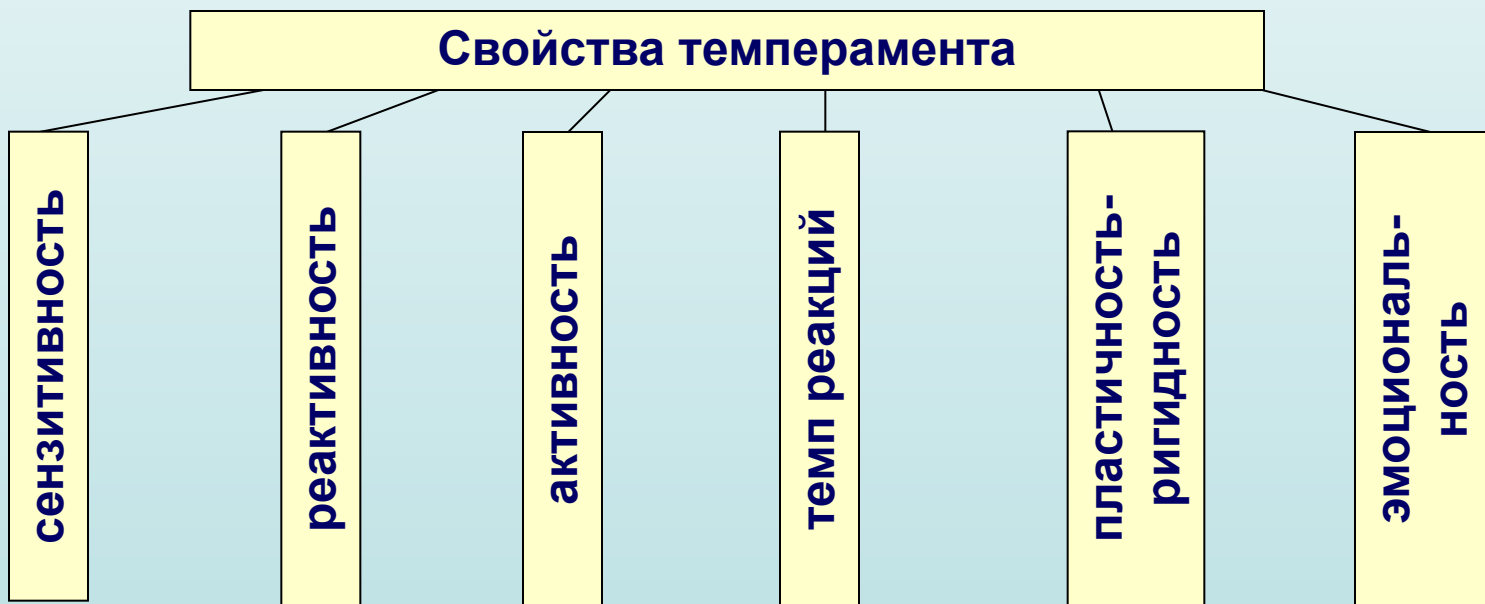 Свойства темперамента
сензитивность
реактивность
активность
темп реакций
пластичность-
ригидность
эмоциональ-
ность